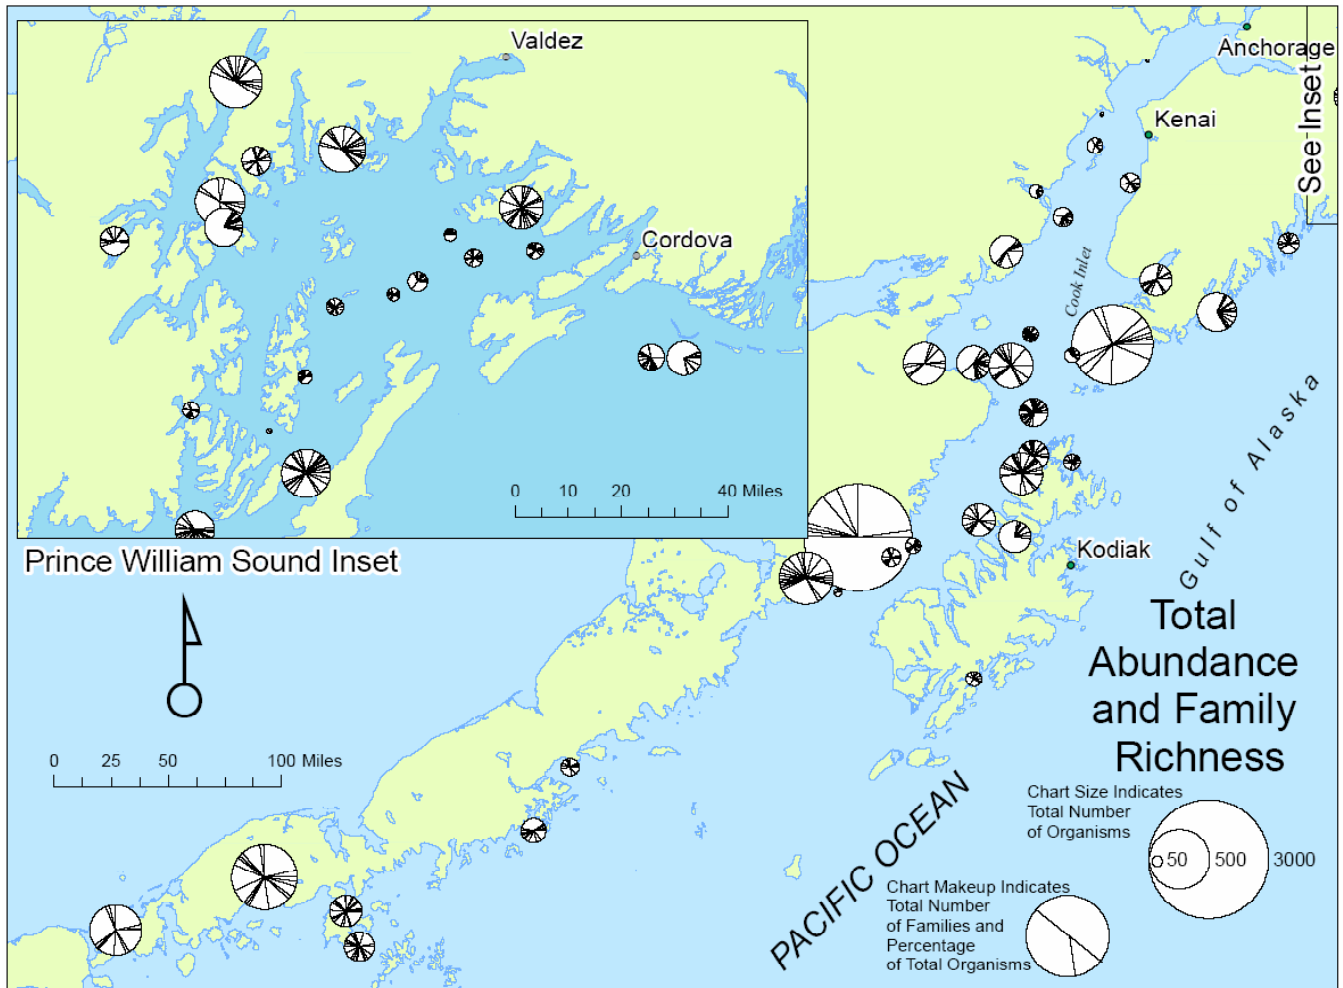 Valdez
Anchorage
Kenai
See Inset
Cordova
Cook Inlet
0 10 20 40 Miles
Prince William Sound Inset
Kodiak
Gulf of Alaska
Total
Abundance
and Family
Richness
0 25 50 100 Miles
PACIFIC OCEAN
Chart Size Indicates
Total Number
of Organisms
50 500 3000
Chart Makeup Indicates
Total Number
of Families and
Percentage
of Total Organisms